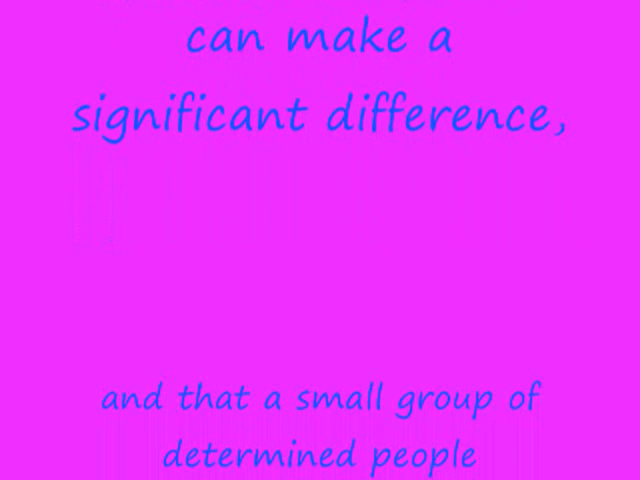 can make a
significant difference,
and that a small group of
determined people